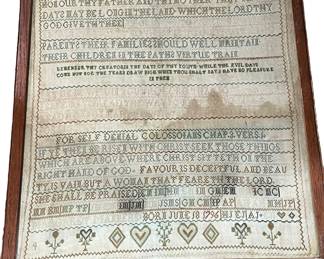 HONOUR THY FATHER AND THY MOTHER THAT THY
DAYS MAY BE LONG IN THE LAND WHICH THE LORD THY
GOD GIVETH THEE
PARENTS THEIR FAMILIES SHOULD WELL MAINTAIN
THEIR CHILDREN IN THE PATHS VIRTUE TRAIN
REMEMBER THY CREATOR IN THE DAYS OF THY YOUTH WHILE THE EVIL DAYS
COME NOT NOR THE YEARS DRAW NIGH WHEN THOU SHALT SAY I HAVE NO PLEASURE
IN THEM
FOR SELF DENIAL COLOSSIANS CHAP 3 VERS 1
IF YE THEN BE RISEN WITH CHRIST SEEK THOSE THINGS
WHICH ARE ABOVE WHERE CHRIST SITTETH ON THE
RIGHT HAND OF GOD FAVOUR IS DECEITFUL AND BEAU
TY IS VAIN BUT A WOMAN THAT FEARETH THE LORD
SHE SHALL BE PRAISED
BORN JUNE 18 1796